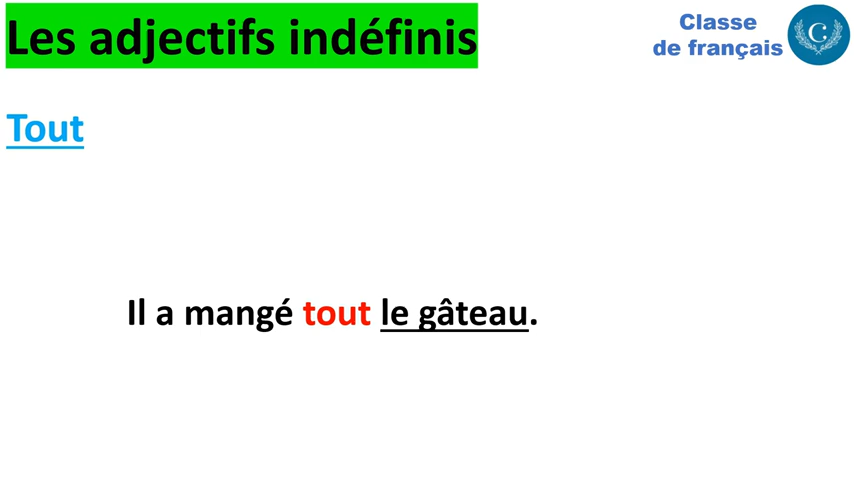 Les adjectifs indéfinis
Classe
de français
C
Tout
Il a mangé tout le gâteau.